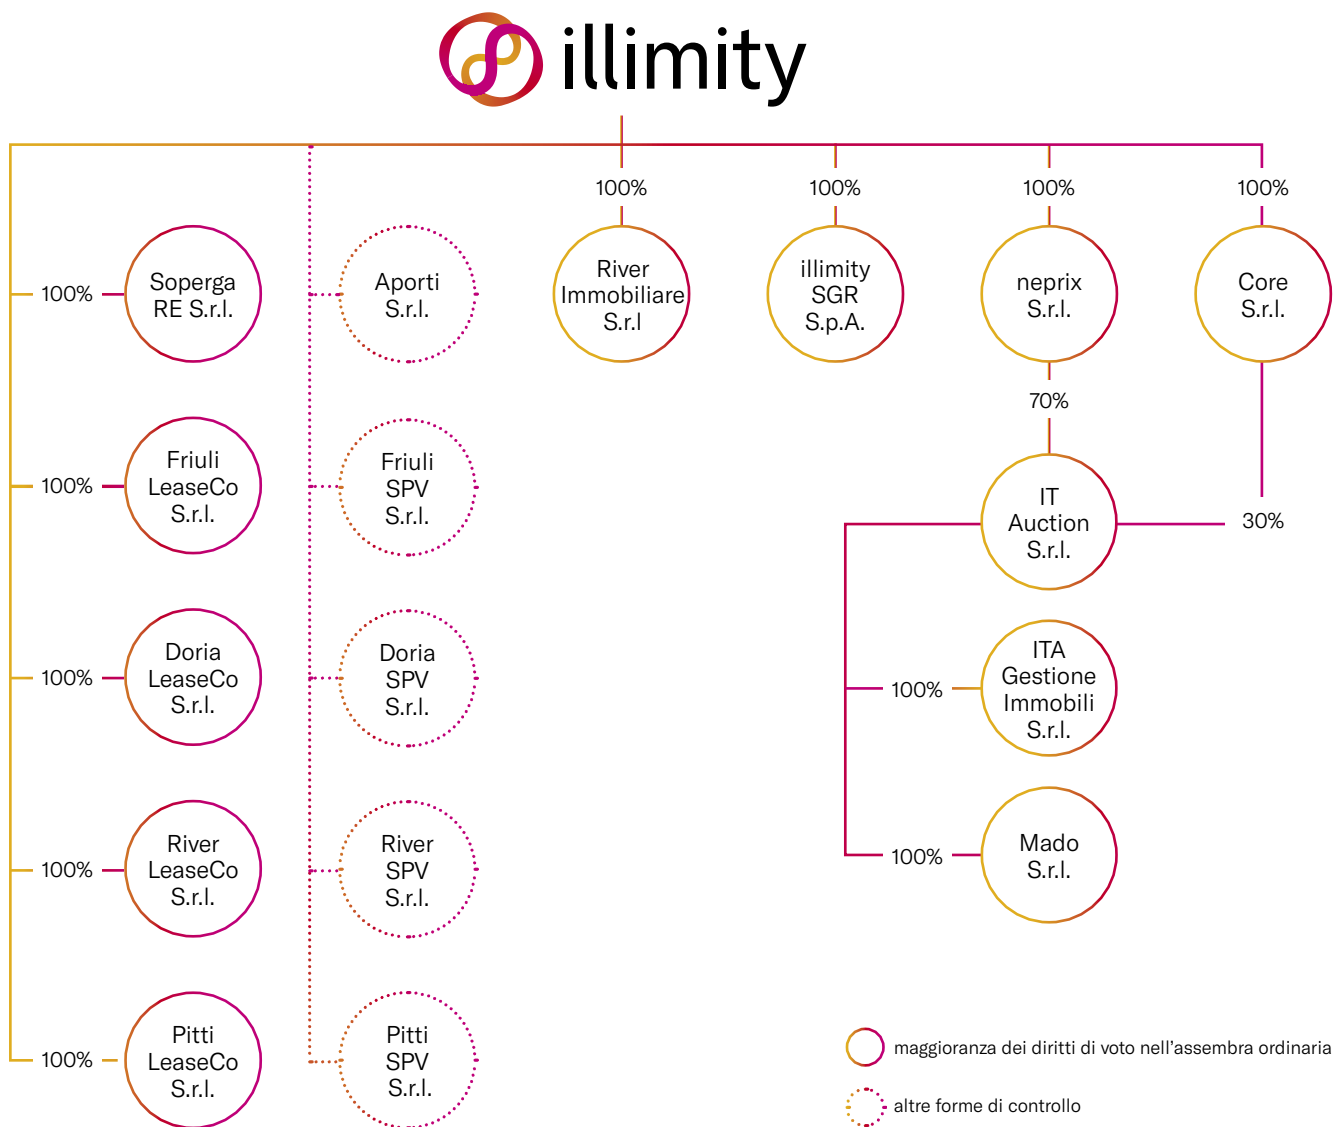 illimity
100%
100%
100%
100%
100%
Soperga
RE S.r.l.
Aporti
S.r.l.
River
Immobiliare
S.r.l
illimity
SGR
S.p.A.
neprix
S.r.l.
Core
S.r.l.
70%
100%
Friuli
LeaseCo
S.r.l.
Friuli
SPV
S.r.l.
IT
Auction
S.r.l.
30%
100%
Doria
LeaseCo
S.r.l.
Doria
SPV
S.r.l.
100%
ITA
Gestione
Immobili
S.r.l.
100%
River
LeaseCo
S.r.l.
River
SPV
S.r.l.
100%
Mado
S.r.l.
100%
Pitti
LeaseCo
S.r.l.
Pitti
SPV
S.r.l.
maggioranza dei diritti di voto nell'assembra ordinaria
altre forme di controllo